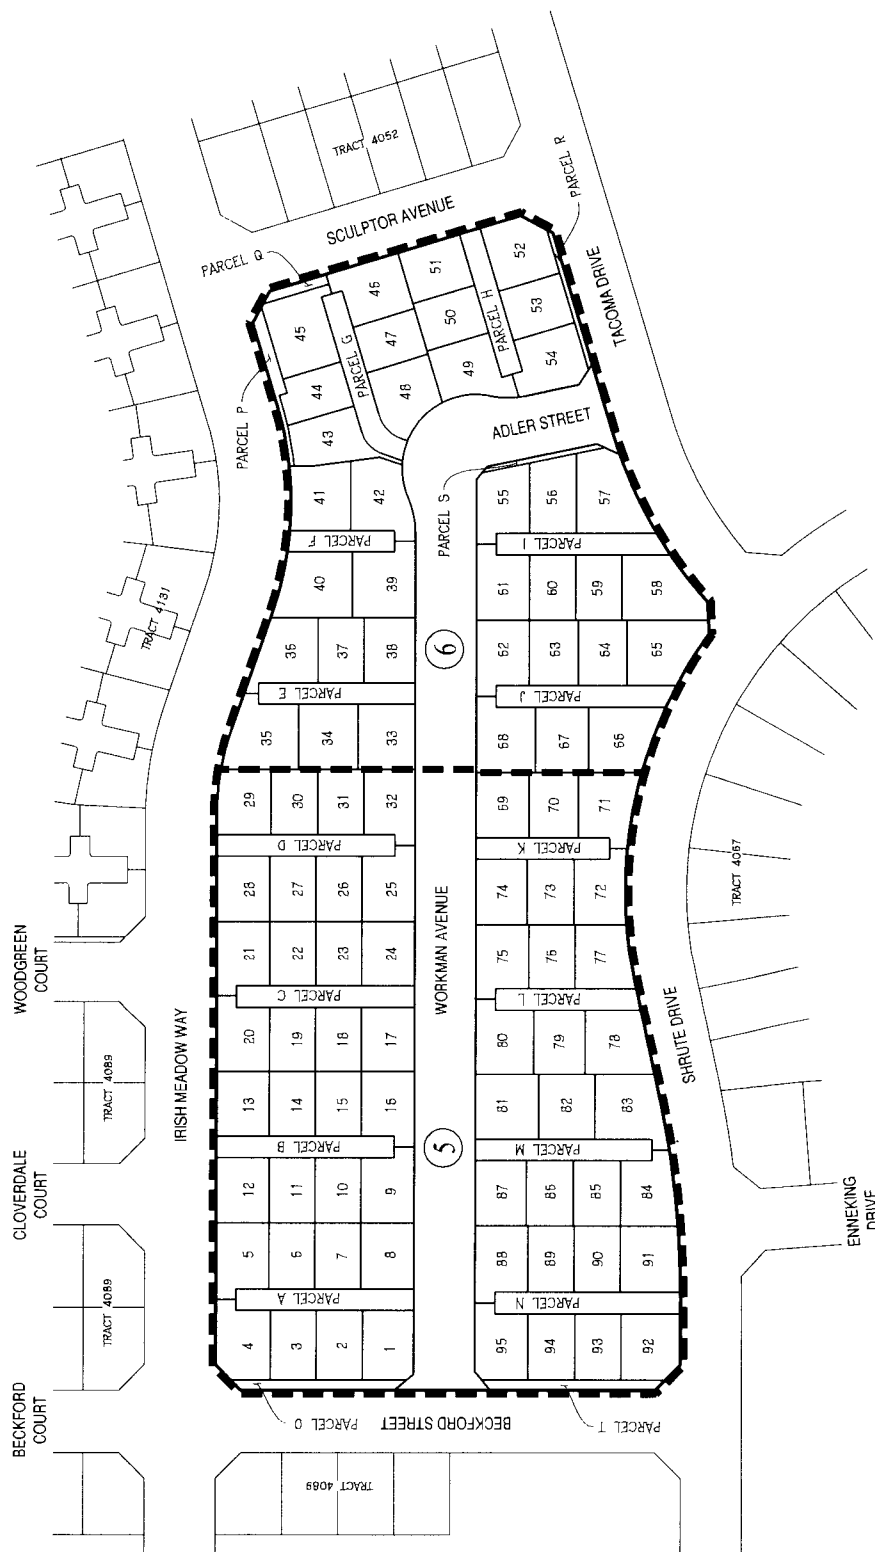 TRACT 4052
SCULPTOR AVENUE
PARCEL R
PARCEL Q
TACOMA DRIVE
52
51
46
45
PARCEL H
53
50
47
PARCEL G
44
PARCEL P
54
49
48
43
ADLER STREET
PARCEL S
41
42
55
56
57
PARCEL F
PARCEL I
40
39
61
60
59
58
TRACT 4131
36
37
38
6
62
63
64
65
PARCEL E
PARCEL J
35
34
33
68
67
66
29
30
31
32
69
70
71
PARCEL D
PARCEL K
28
27
26
25
74
73
72
TRACT 4067
WOODGREEN
COURT
21
22
23
24
WORKMAN AVENUE
75
76
77
PARCEL C
PARCEL L
IRISH MEADOW WAY
TRACT 4089
20
19
18
17
80
79
78
SHRUTE DRIVE
13
14
15
16
81
82
83
PARCEL B
5
PARCEL M
CLOVERDALE
COURT
12
11
10
9
87
86
85
84
ENNEKING
DRIVE
TRACT 4089
5
6
7
8
88
89
90
91
PARCEL A
PARCEL N
4
3
2
1
95
94
93
92
BECKFORD
COURT
PARCEL O
BECKFORD STREET
PARCEL T
TRACT 4089